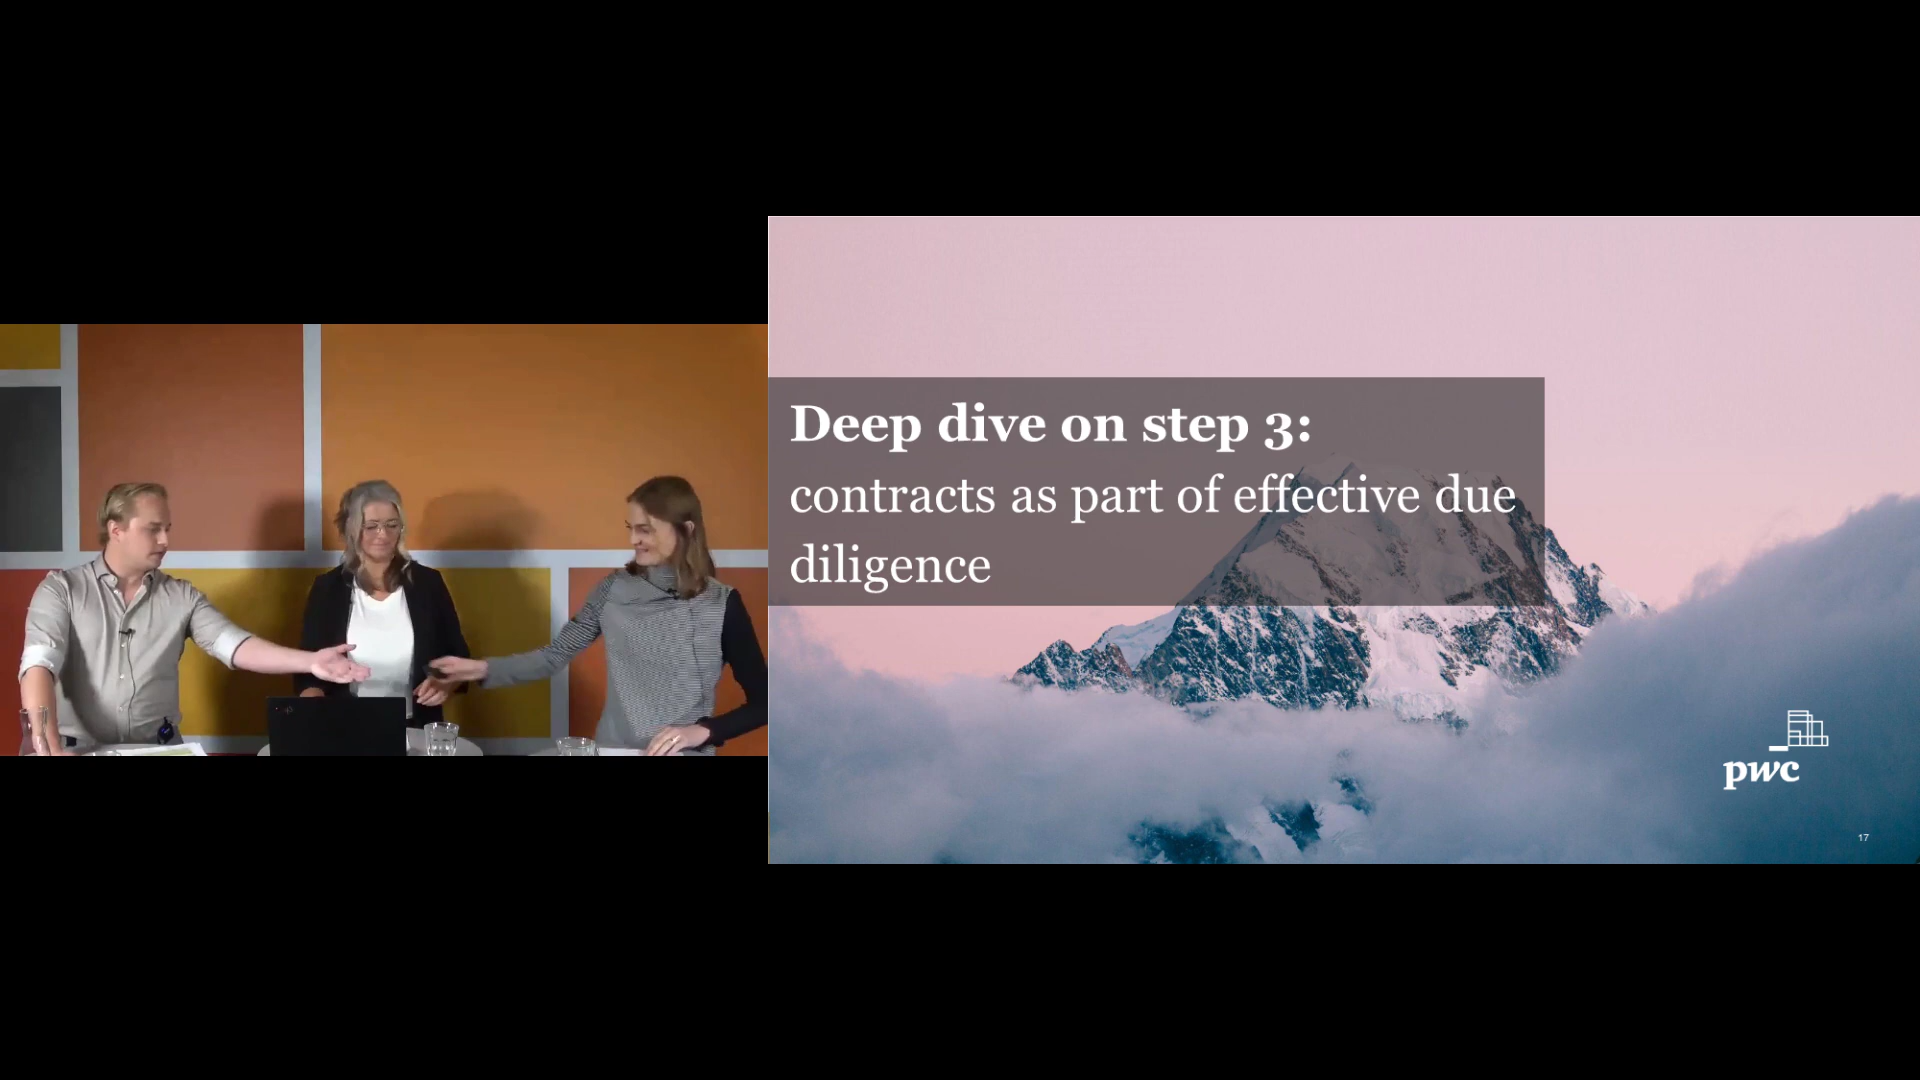 Deep dive on step 3:
contracts as part of effective due
diligence
pwc
17